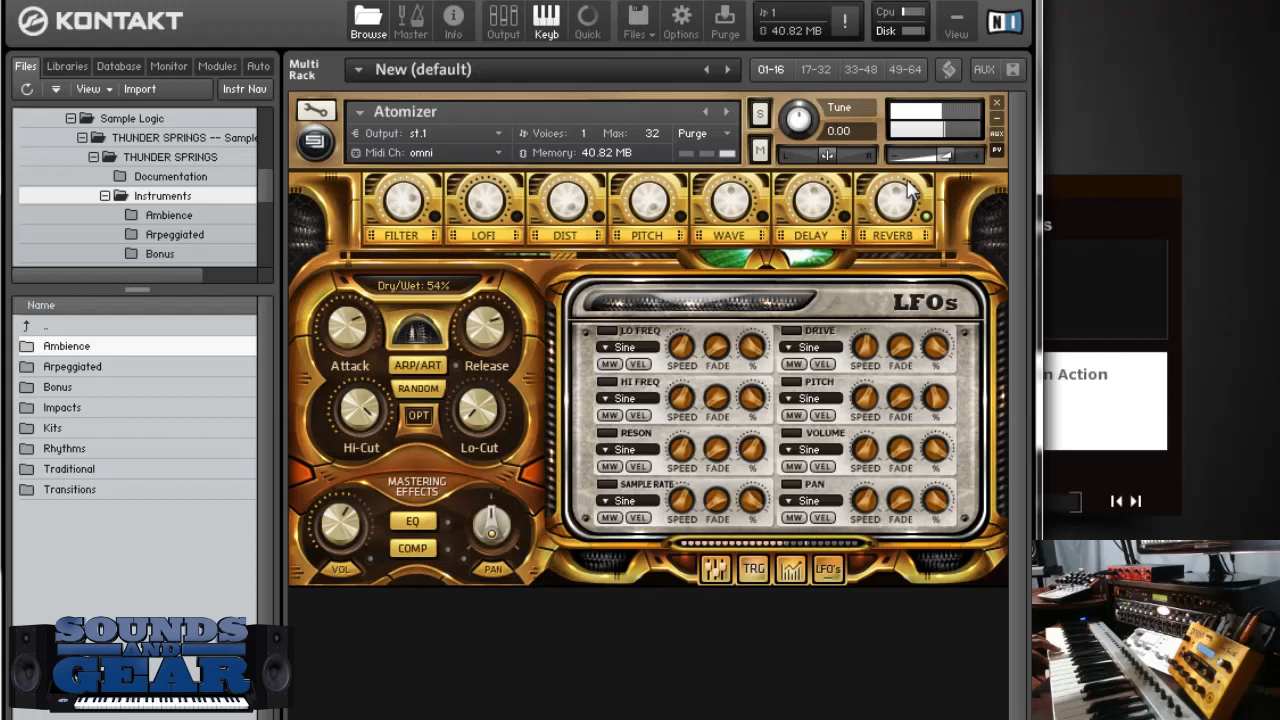 KONTAKT
Browse Master Info Output Keyb Quick Files Options Purge
1
40.82 MB
!
Cpu
Disk
View
NI
Files Libraries Database Monitor Modules Auto
View Import Instr Nav
Multi Rack
New (default)
01-16 17-32 33-48 49-64 AUX
Sample Logic
THUNDER SPRINGS -- Sample
THUNDER SPRINGS
Documentation
Instruments
Ambience
Arpeggiated
Bonus
Name
..
Ambience
Arpeggiated
Bonus
Impacts
Kits
Rhythms
Traditional
Transitions
Atomizer
Output: st.1 Voices: 1 Max: 32 Purge
Midi Ch: omni Memory: 40.82 MB
S
M
Tune
0.00
L R
AUX
PV
FILTER LOFI DIST PITCH WAVE DELAY REVERB
Dry/Wet: 54%
Attack Release
ARP/ART
RANDOM
OPT
Hi-Cut Lo-Cut
MASTERING EFFECTS
EQ
COMP
VOL PAN
LFOs
LO FREQ DRIVE
Sine Sine
MW VEL SPEED FADE % MW VEL SPEED FADE %
HI FREQ PITCH
Sine Sine
MW VEL SPEED FADE % MW VEL SPEED FADE %
RESON VOLUME
Sine Sine
MW VEL SPEED FADE % MW VEL SPEED FADE %
SAMPLE RATE PAN
Sine Sine
MW VEL SPEED FADE % MW VEL SPEED FADE %
TRG LFO's
s
n Action
SOUNDS
AND
GEAR